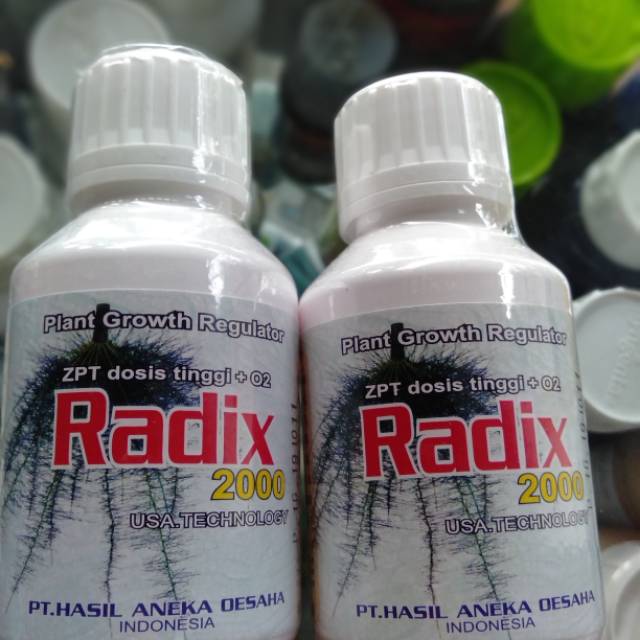 Plant Growth Regulator
ZPT dosis tinggi + O2
Radix
2000
USA.TECHNOLOGY
PT.HASIL ANEKA OESAHA
INDONESIA
Plant Growth Regulator
ZPT dosis tinggi + O2
Radix
2000
USA.TECHNOLOGY
PT.HASIL ANEKA OESAHA
INDONESIA